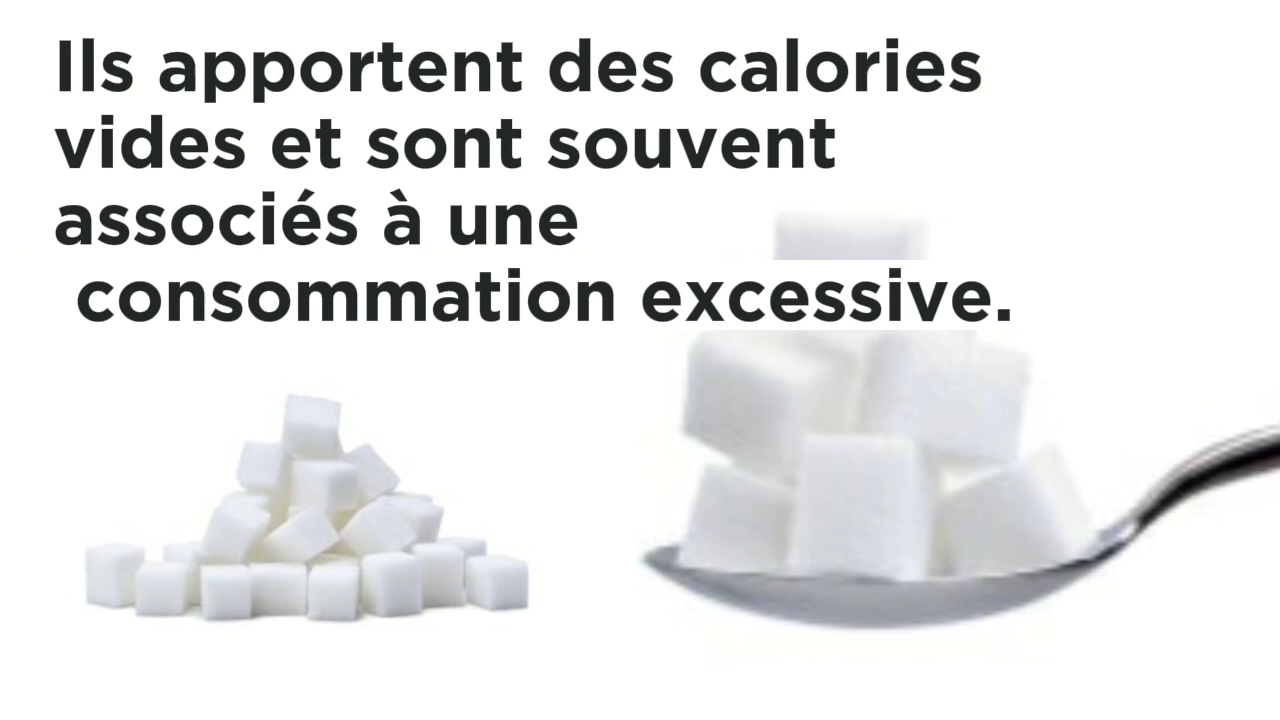 Ils apportent des calories
vides et sont souvent
associés à une
consommation excessive.